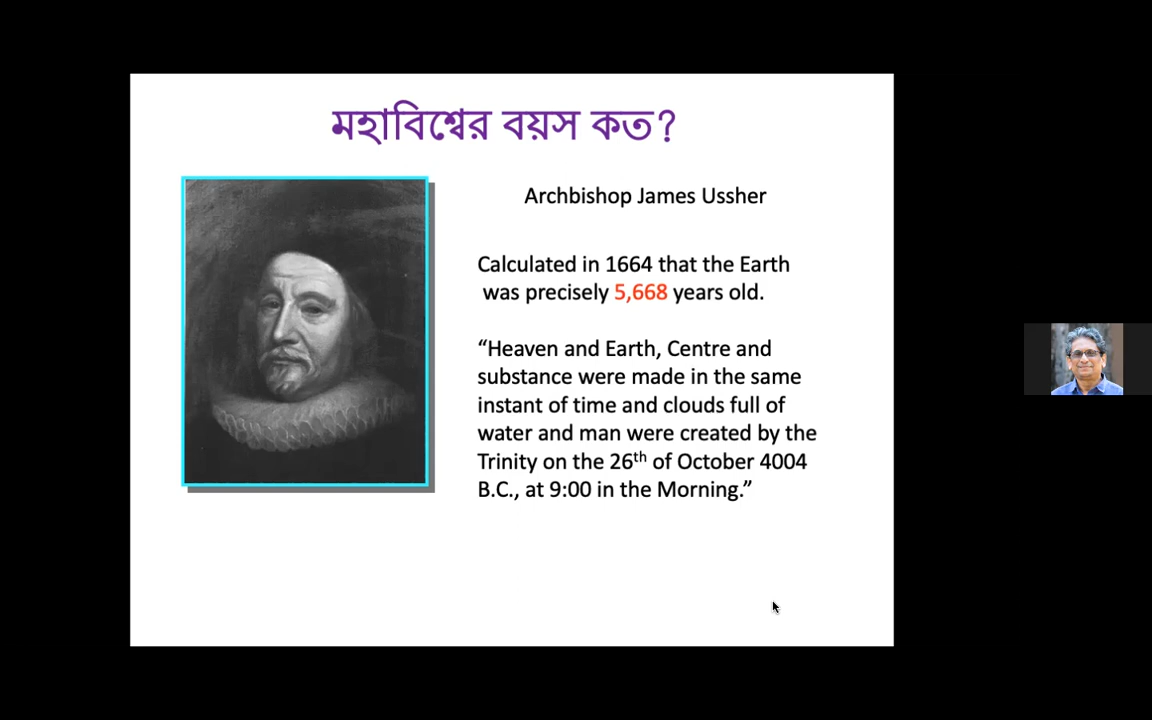 মহাবিশ্বের বয়স কত?
Archbishop James Ussher
Calculated in 1664 that the Earth
was precisely 5,668 years old.
“Heaven and Earth, Centre and
substance were made in the same
instant of time and clouds full of
water and man were created by the
Trinity on the 26th of October 4004
B.C., at 9:00 in the Morning.”